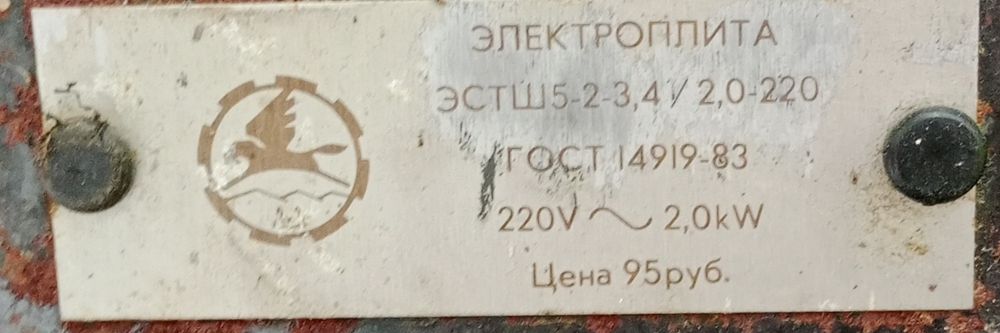 ЭЛЕКТРОПЛИТА
ЭСТШ5-2-3,4/2,0-220
ГОСТ 14919-83
220V ~ 2,0kW
Цена 95руб.